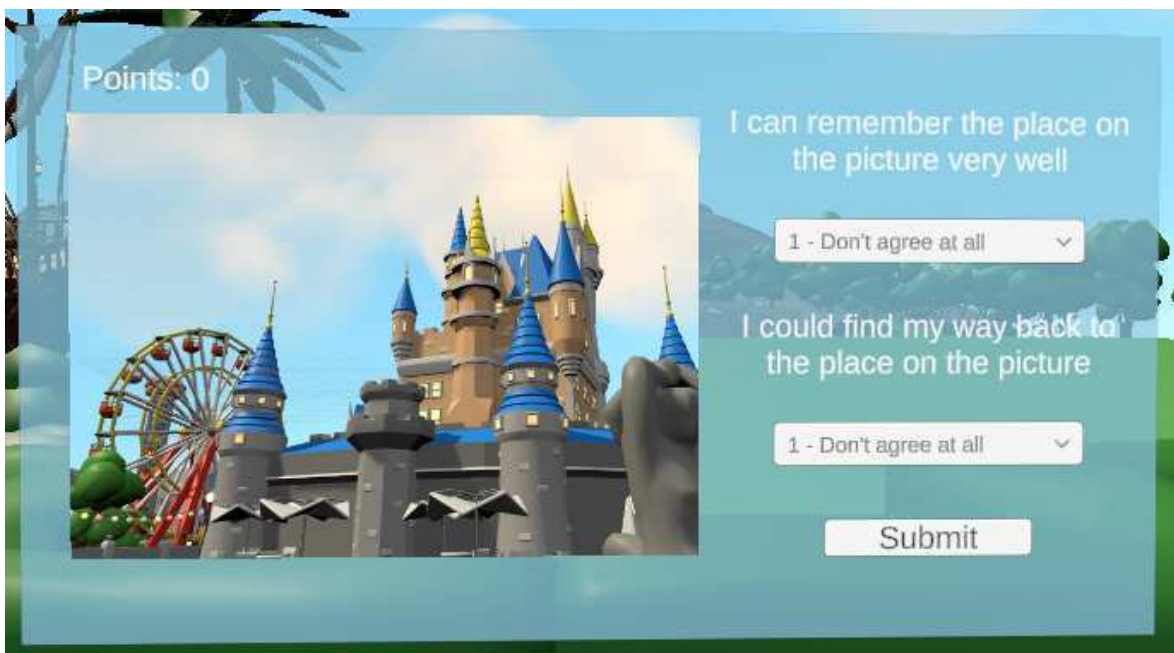 Points: 0
I can remember the place on
the picture very well
1 - Don't agree at all
I could find my way back to
the place on the picture
1 - Don't agree at all
Submit